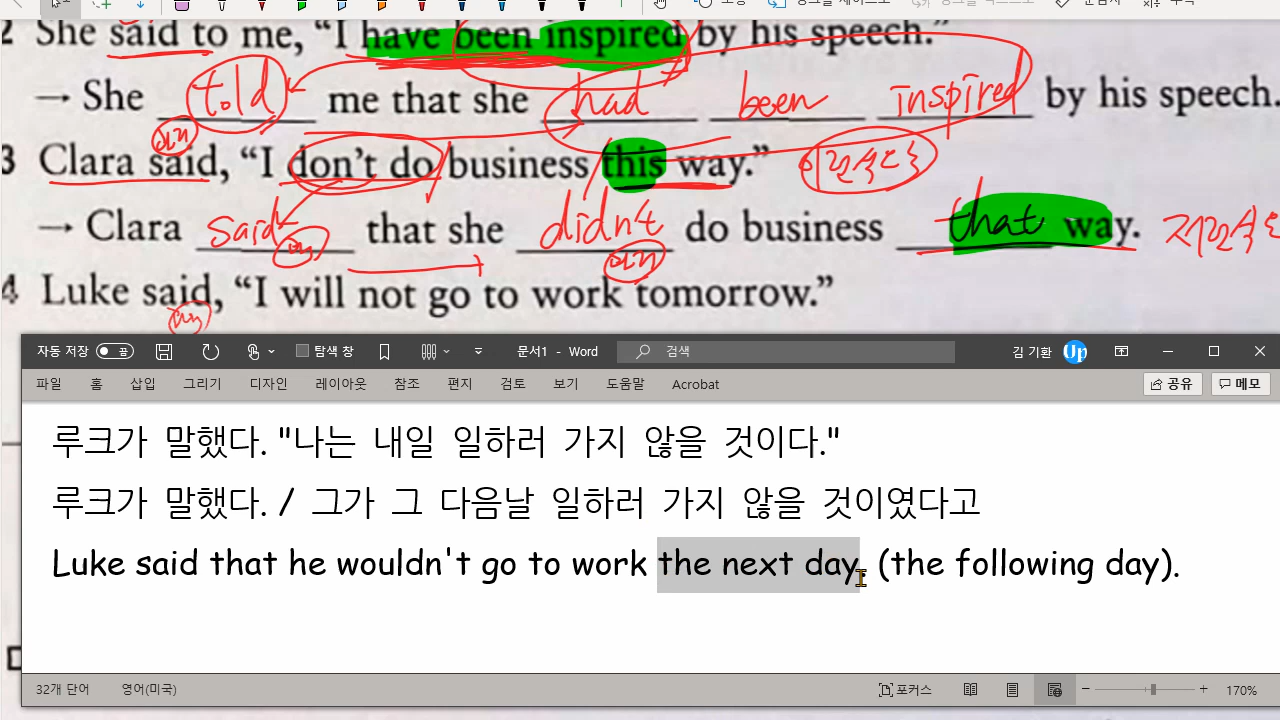 2 She said to me, “I have been inspired by his speech.”
→ She told me that she had been inspired by his speech.
3 Clara said, “I don’t do business this way.”
→ Clara said that she didn't do business that way.
4 Luke said, “I will not go to work tomorrow.”
자동 저장 끔 탐색 창 문서1 - Word 검색 김 기환 Up
파일 홈 삽입 그리기 디자인 레이아웃 참조 편지 검토 보기 도움말 Acrobat 공유 메모
루크가 말했다. "나는 내일 일하러 가지 않을 것이다."
루크가 말했다. / 그가 그 다음날 일하러 가지 않을 것이였다고
Luke said that he wouldn't go to work the next day (the following day).
32개 단어 영어(미국) 포커스 170%